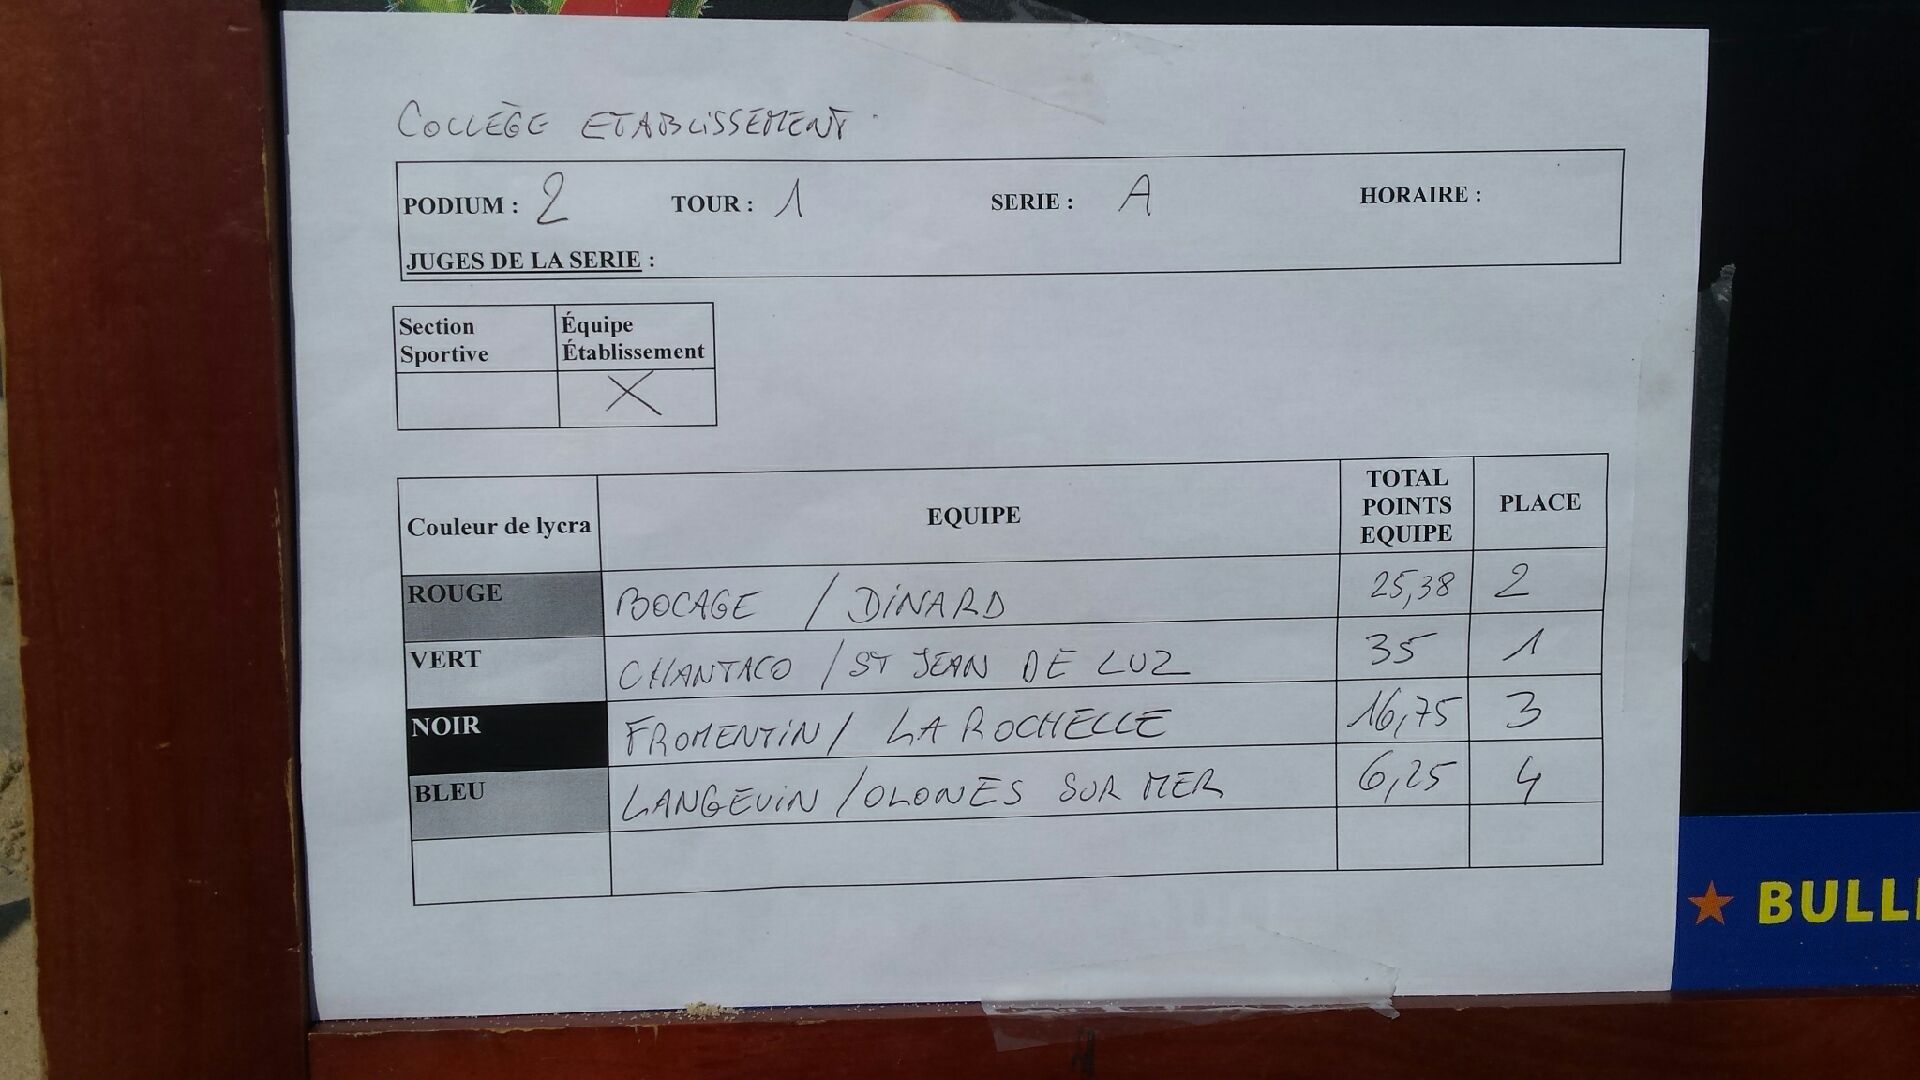 COLLÈGE ETABLISSEMENT
PODIUM : 2 TOUR : 1 SERIE : A HORAIRE :
JUGES DE LA SERIE :
Section Sportive
Équipe Établissement
X
Couleur de lycra EQUIPE TOTAL POINTS EQUIPE PLACE
ROUGE BOCAGE / DINARD 25,38 2
VERT CHANTACO / ST JEAN DE LUZ 35 1
NOIR FROMENTIN / LA ROCHELLE 16,75 3
BLEU LANGEVIN / OLONES SUR MER 6,25 4